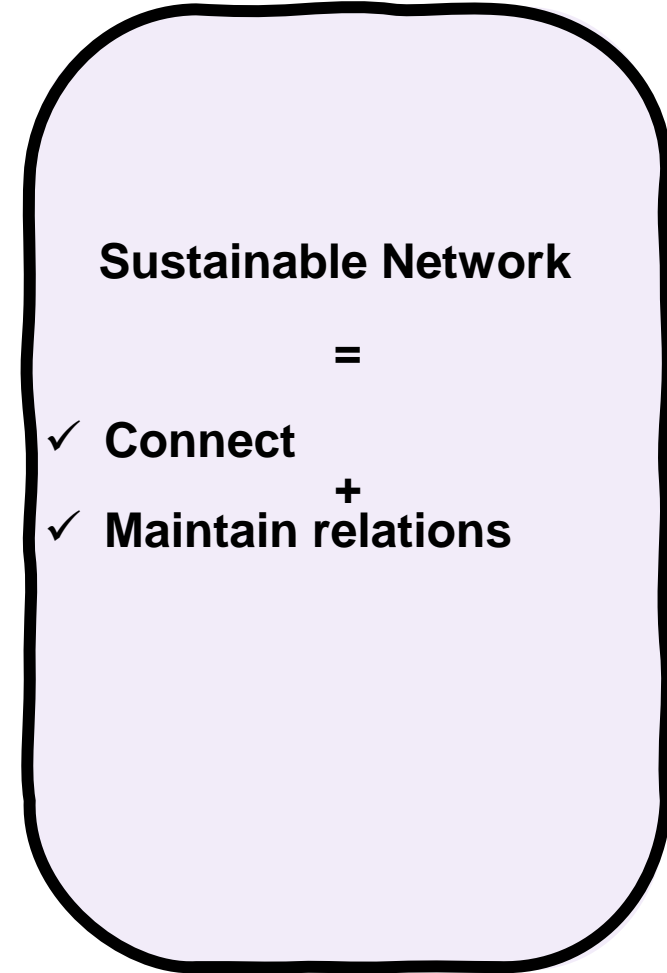 Sustainable Network
=
✓ Connect
+
✓ Maintain relations